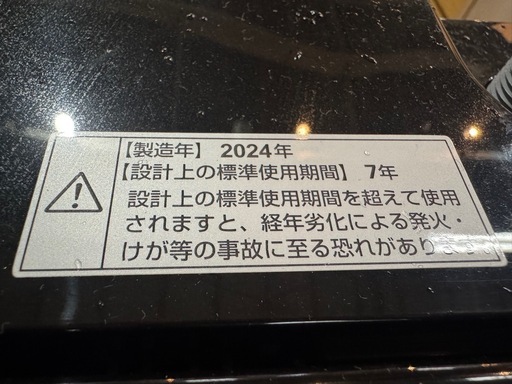 【製造年】 2024年
【設計上の標準使用期間】 7年
設計上の標準使用期間を超えて使用
されますと、経年劣化による発火・
けが等の事故に至る恐れがあります